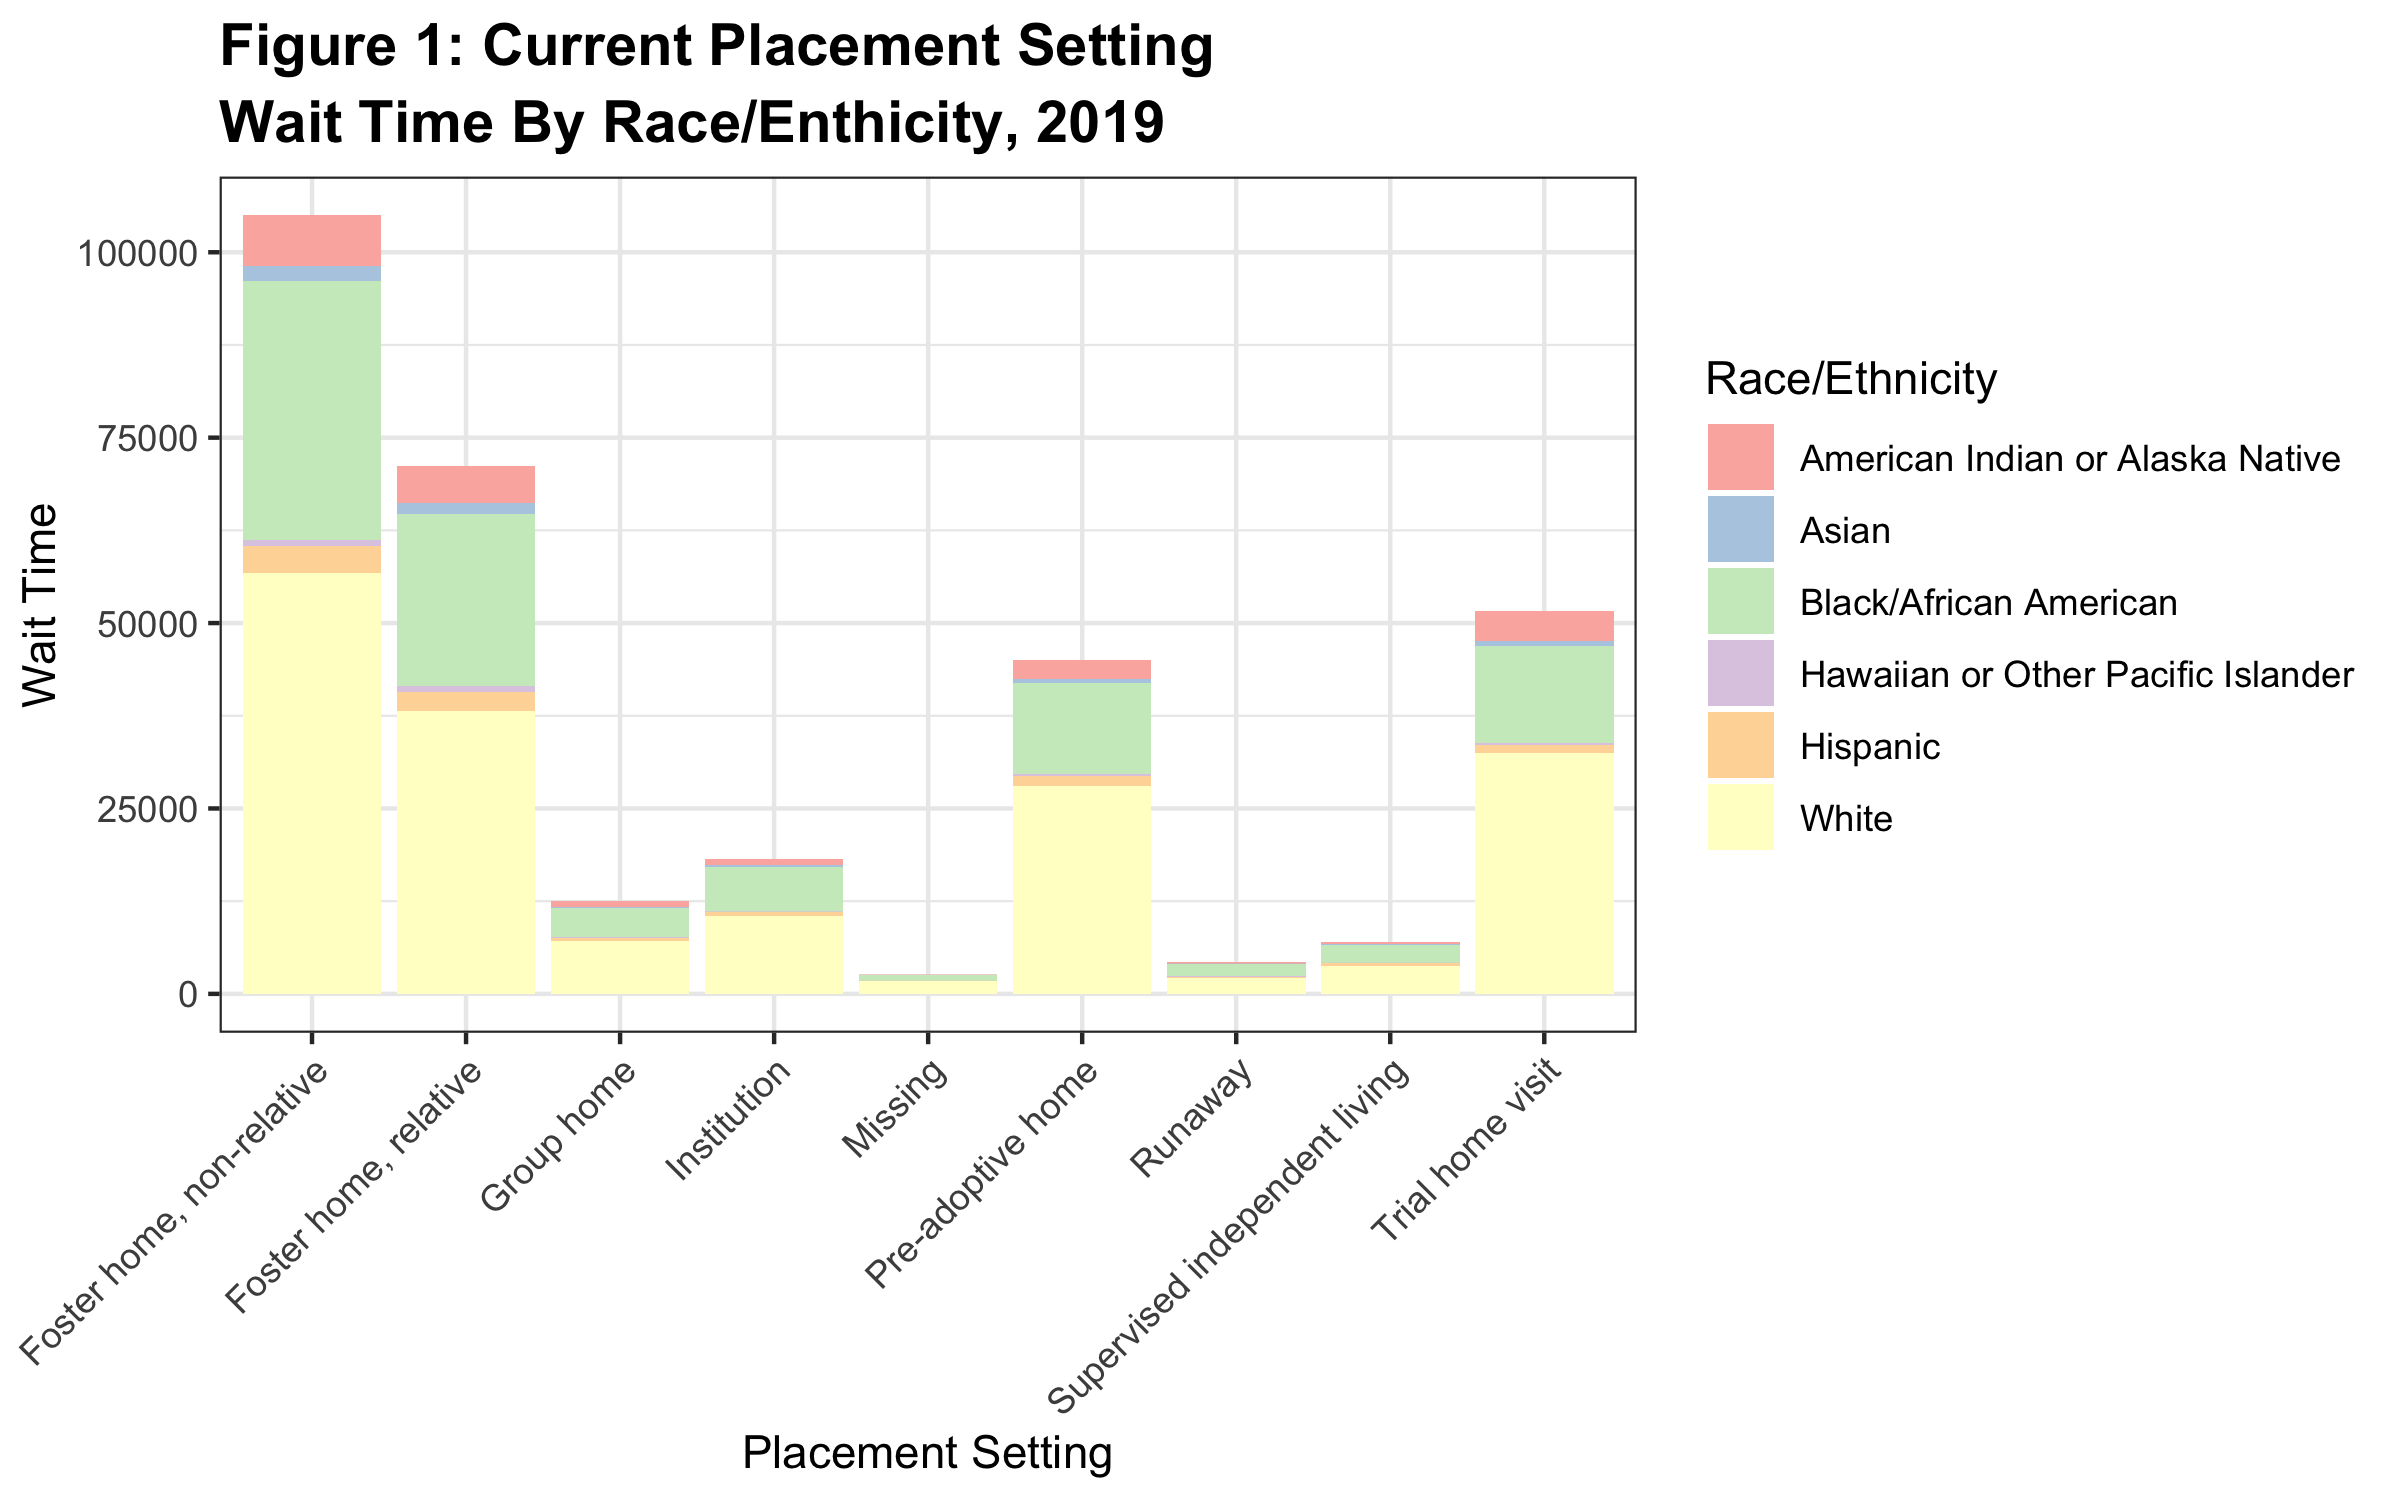 Figure 1: Current Placement Setting
Wait Time By Race/Enthicity, 2019
Wait Time
100000
75000
50000
25000
0
Foster home, non-relative
Foster home, relative
Group home
Institution
Missing
Pre-adoptive home
Runaway
Supervised independent living
Trial home visit
Placement Setting
Race/Ethnicity
American Indian or Alaska Native
Asian
Black/African American
Hawaiian or Other Pacific Islander
Hispanic
White